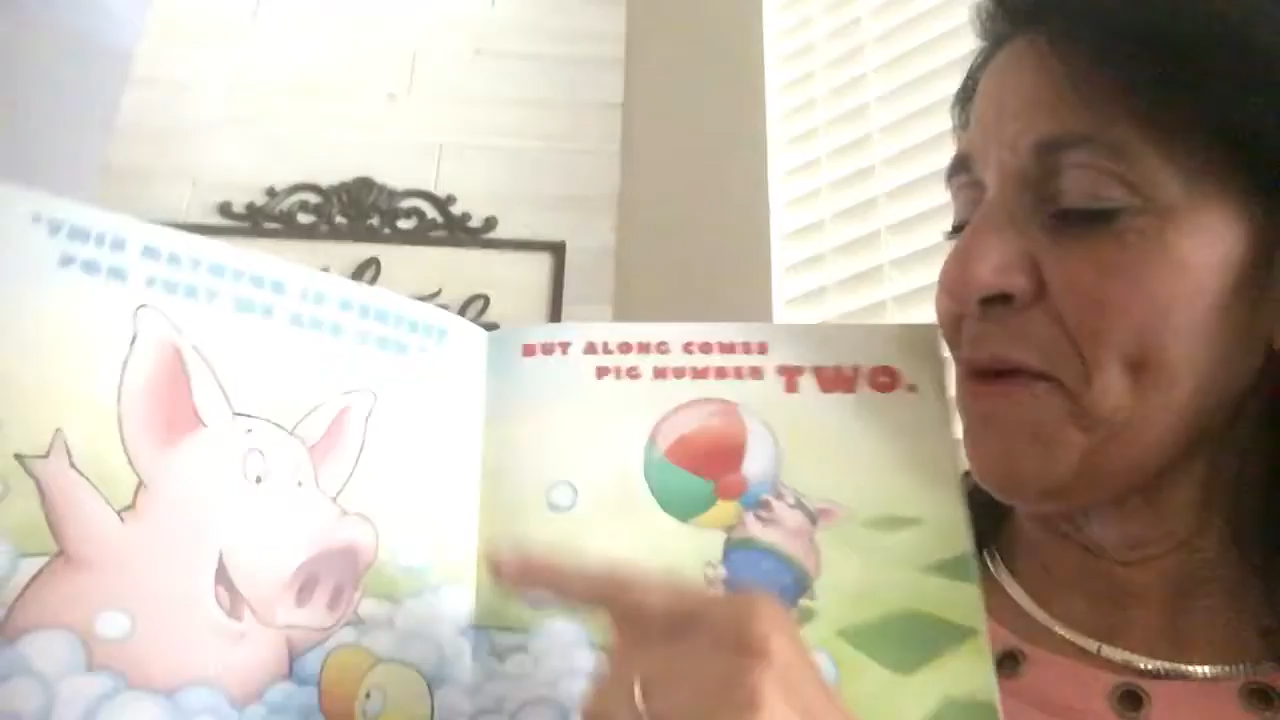 "THIS BATHTUB IS PERFECT
FOR JUST ME AND YOU."
BUT ALONG COMES
PIG NUMBER TWO.